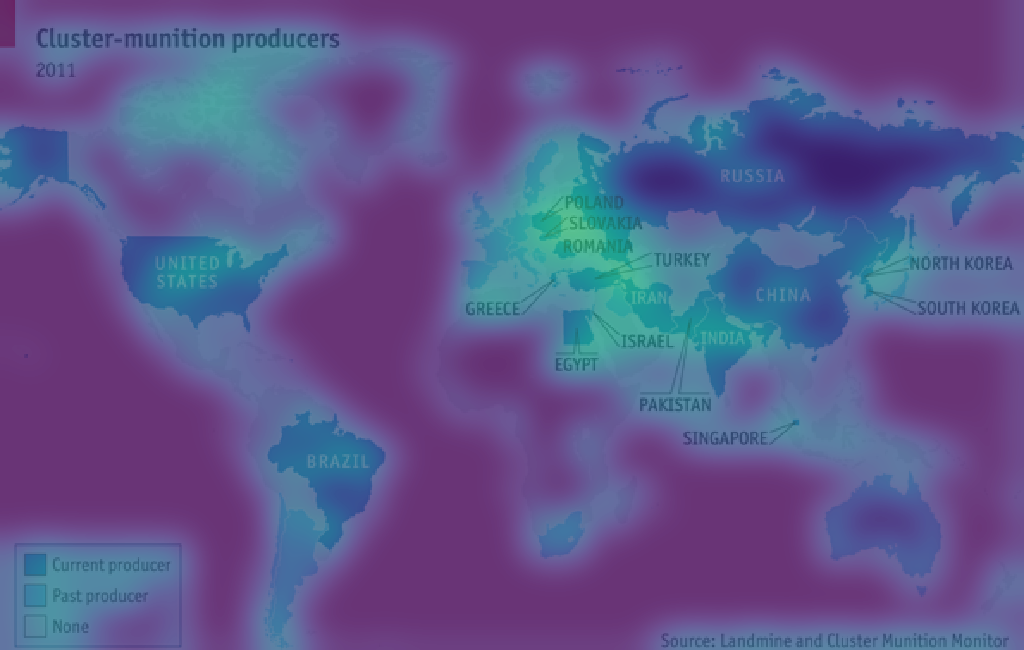 Cluster-munition producers
2011
RUSSIA
POLAND
SLOVAKIA
ROMANIA
TURKEY
UNITED
STATES
NORTH KOREA
CHINA
IRAN
GREECE
SOUTH KOREA
ISRAEL
INDIA
EGYPT
PAKISTAN
SINGAPORE
BRAZIL
Current producer
Past producer
None
Source: Landmine and Cluster Munition Monitor